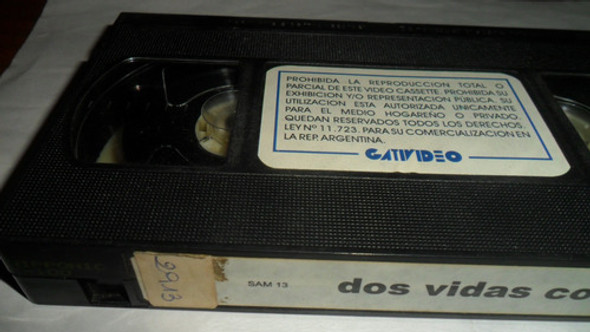 PROHIBIDA LA REPRODUCCION TOTAL O
PARCIAL DE ESTE VIDEO CASSETTE. PROHIBIDA SU
EXHIBICION Y/O REPRESENTACION PÚBLICA. SU
UTILIZACION ESTA AUTORIZADA UNICAMENTE
PARA EL MEDIO HOGAREÑO O PRIVADO.
QUEDAN RESERVADOS TODOS LOS DERECHOS.
LEY Nº 11.723. PARA SU COMERCIALIZACION EN
LA REP. ARGENTINA.
GATIVIDEO
2913
SAM 13
dos vidas co